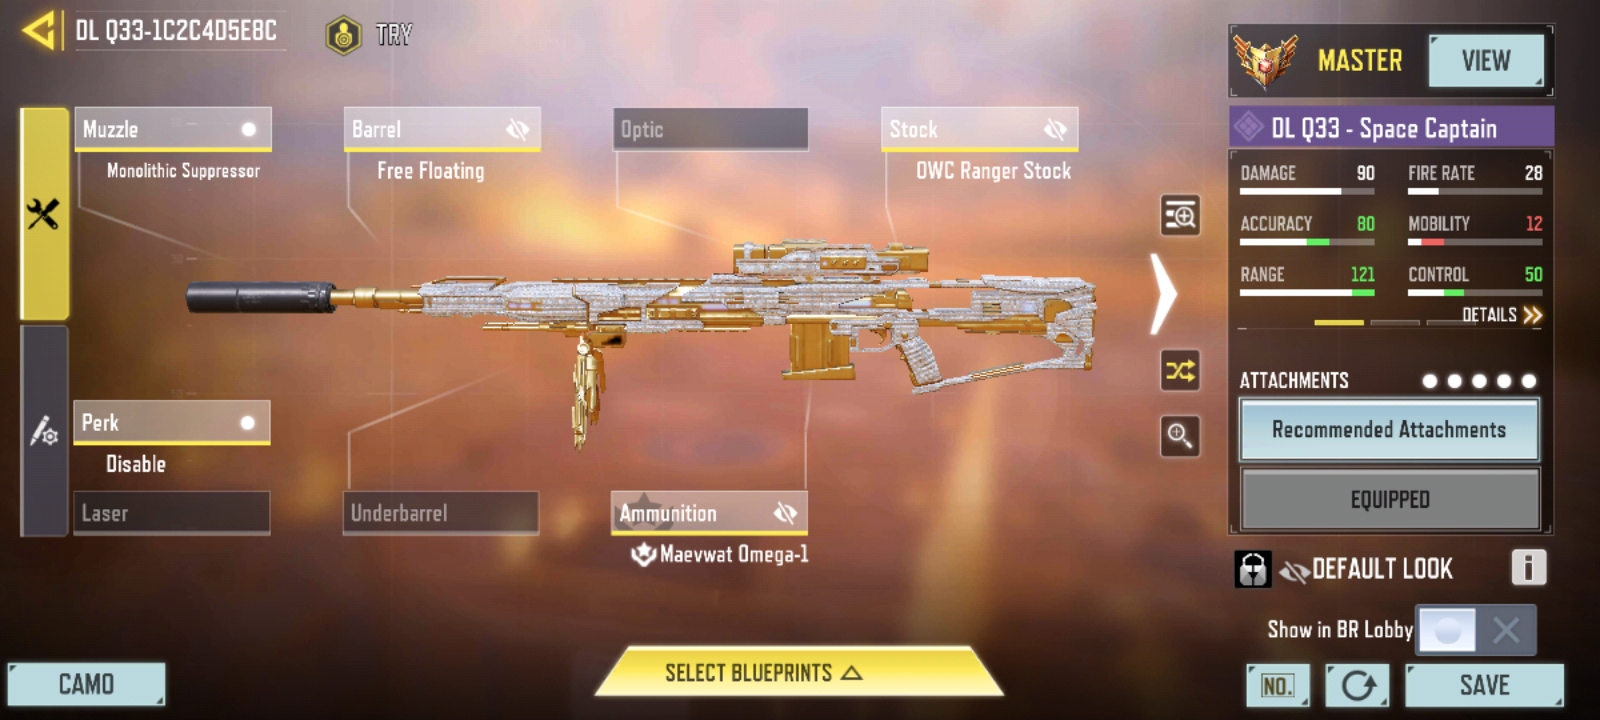 DL Q33-1C2C4D5E8C
TRY
MASTER
VIEW
Muzzle
Monolithic Suppressor
Barrel
Free Floating
Optic
Stock
OWC Ranger Stock
DL Q33 - Space Captain
DAMAGE 90
FIRE RATE 28
ACCURACY 80
MOBILITY 12
RANGE 121
CONTROL 50
DETAILS
ATTACHMENTS
Recommended Attachments
EQUIPPED
Perk
Disable
Laser
Underbarrel
Ammunition
Maevwat Omega-1
DEFAULT LOOK
i
Show in BR Lobby
CAMO
SELECT BLUEPRINTS
NO.
SAVE